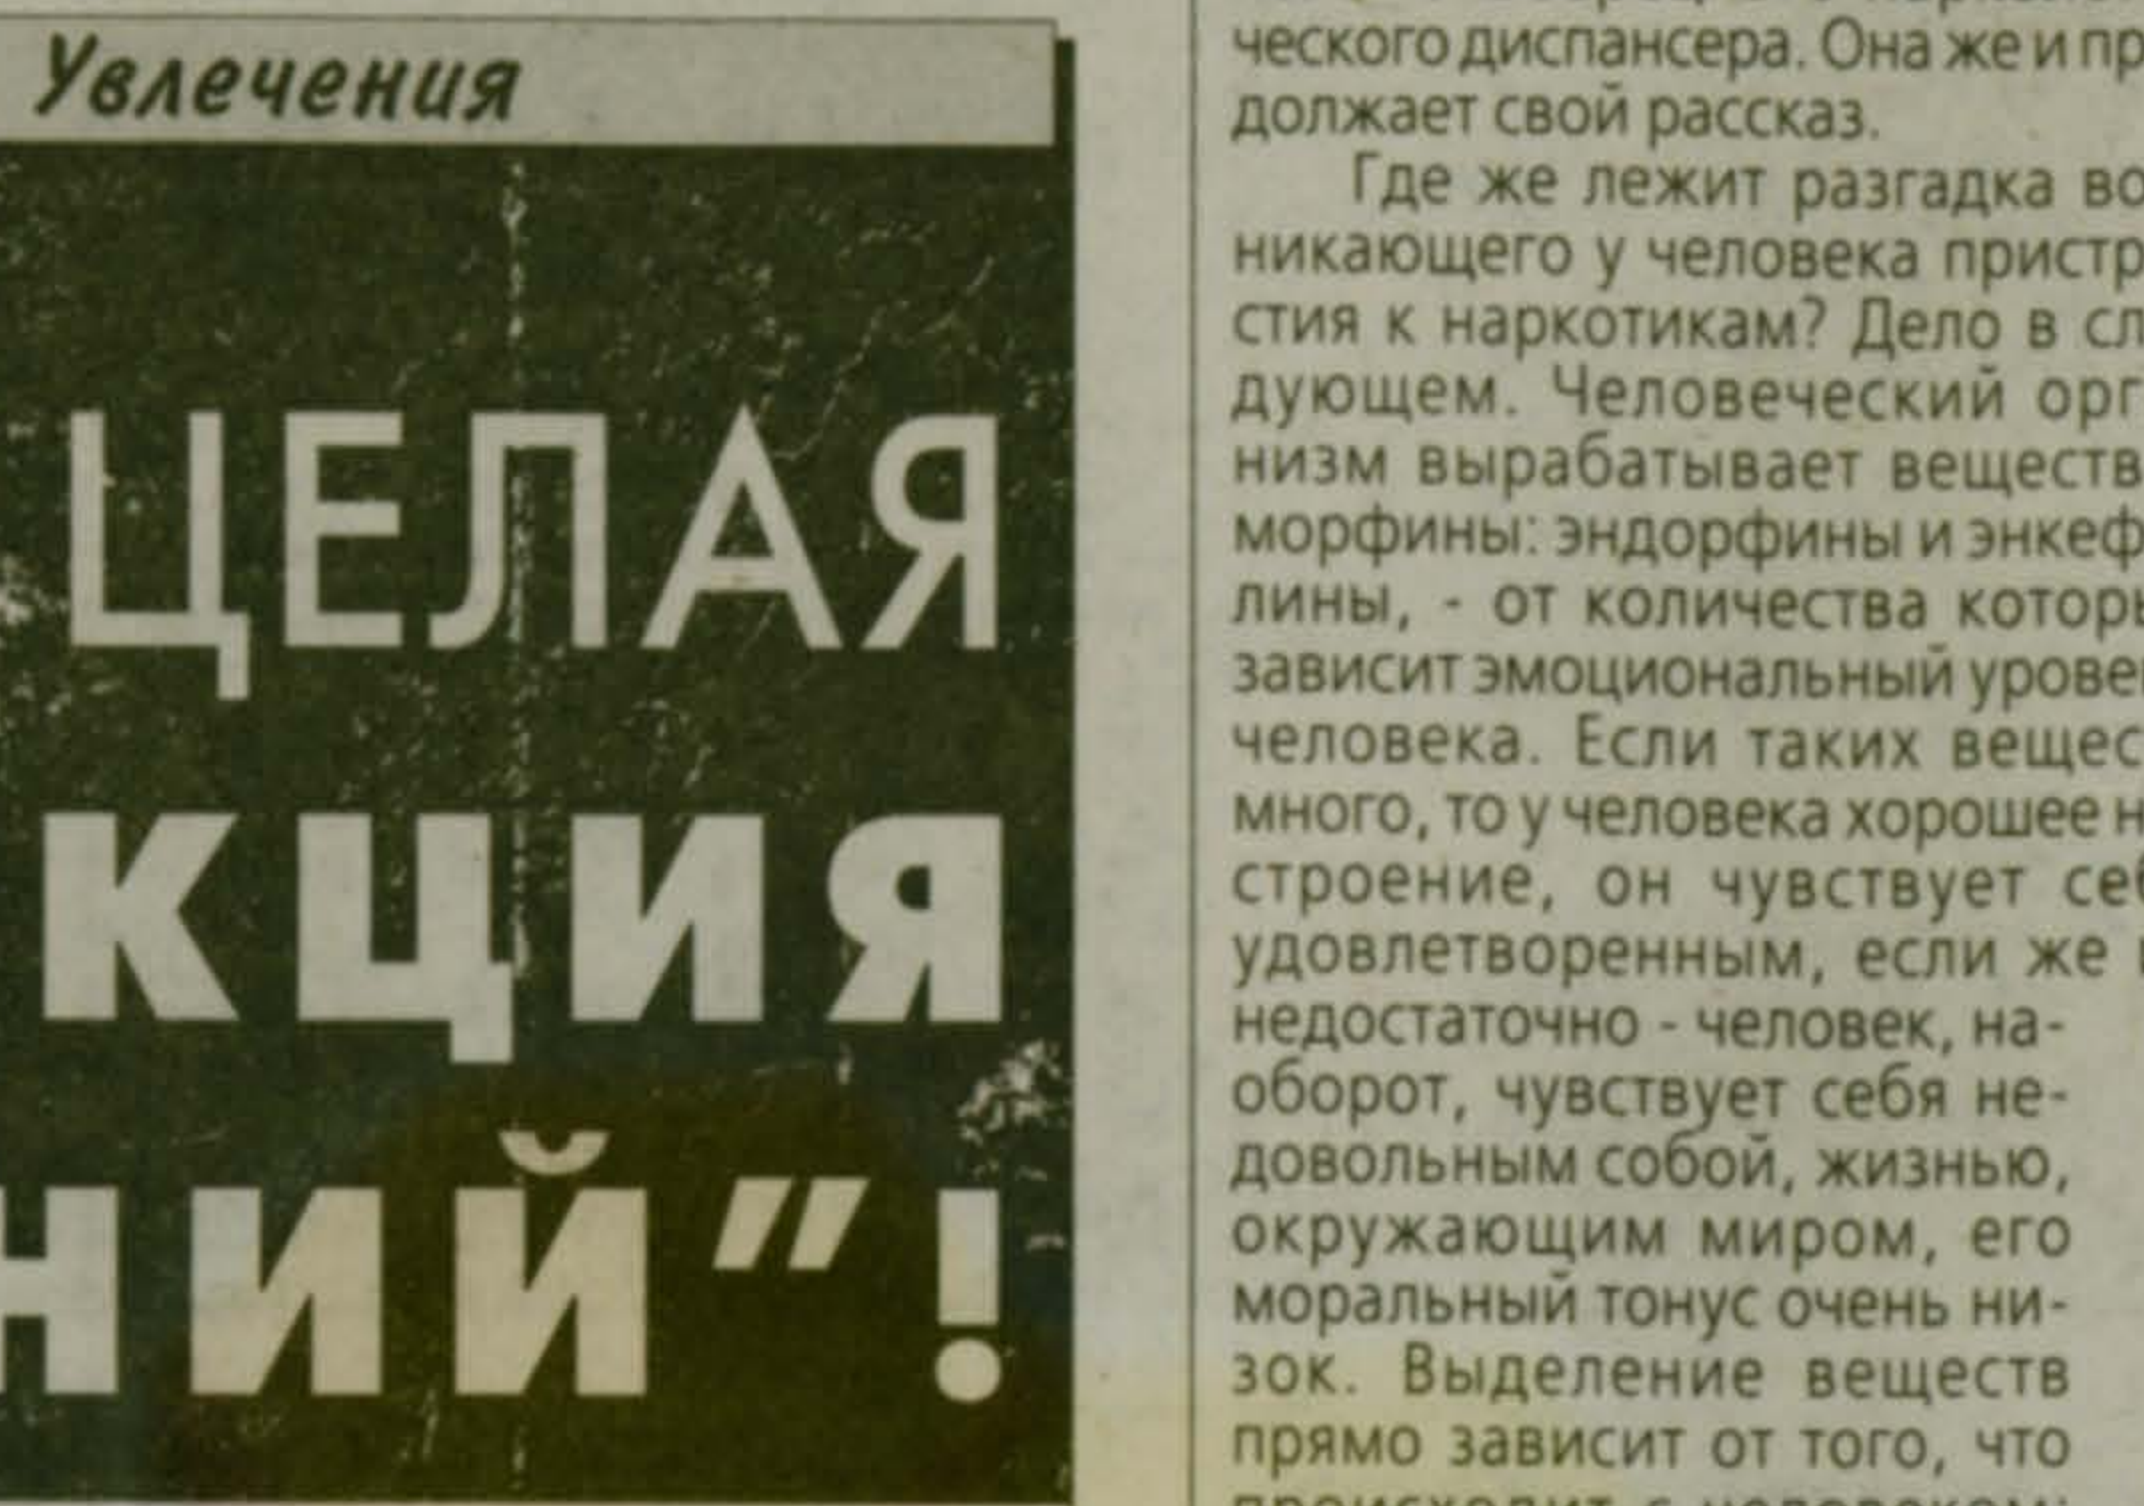 Увлечения
ЦЕЛАЯ
кция
ний"!
ческого диспансера. Она же и пр
должает свой рассказ.
Где же лежит разгадка во
никающего у человека пристр
стия к наркотикам? Дело в сл
дующем. Человеческий орг
низм вырабатывает веществ
морфины: эндорфины и энкеф
лины, - от количества которы
зависит эмоциональный уровен
человека. Если таких вещес
много, то у человека хорошее н
строение, он чувствует себ
удовлетворенным, если же
недостаточно - человек, на-
оборот, чувствует себя не-
довольным собой, жизнью,
окружающим миром, его
моральный тонус очень ни-
зок. Выделение веществ
прямо зависит от того, что